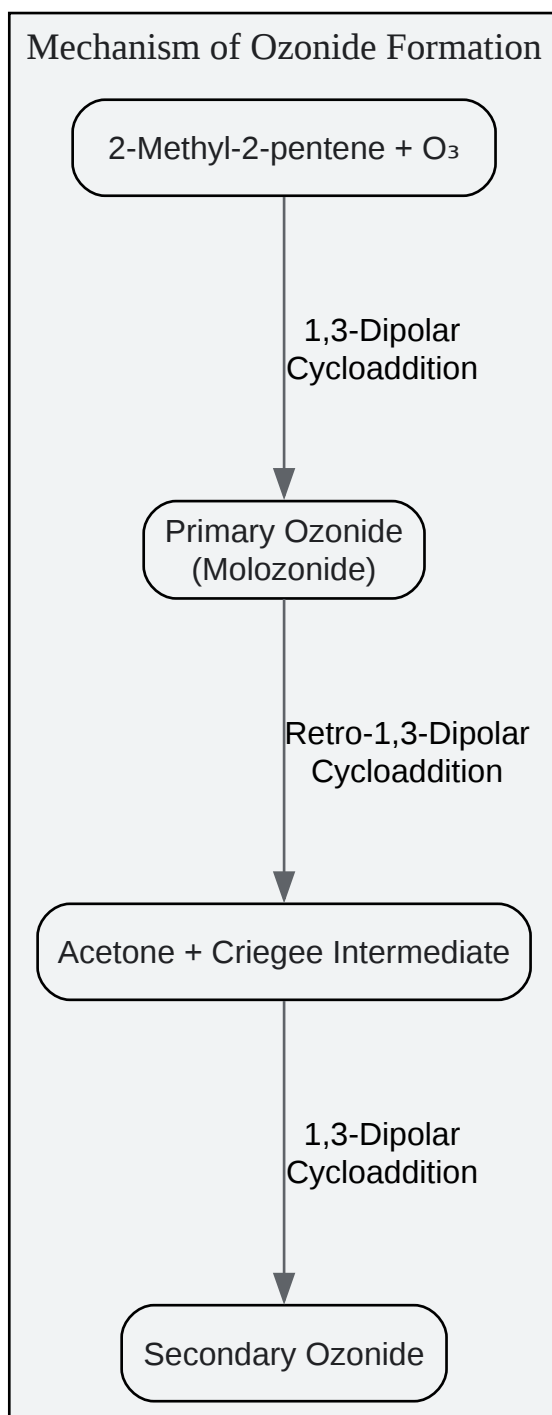 Mechanism of Ozonide Formation
2-Methyl-2-pentene + O₃
1,3-Dipolar
Cycloaddition
Primary Ozonide
(Molozonide)
Retro-1,3-Dipolar
Cycloaddition
Acetone + Criegee Intermediate
1,3-Dipolar
Cycloaddition
Secondary Ozonide